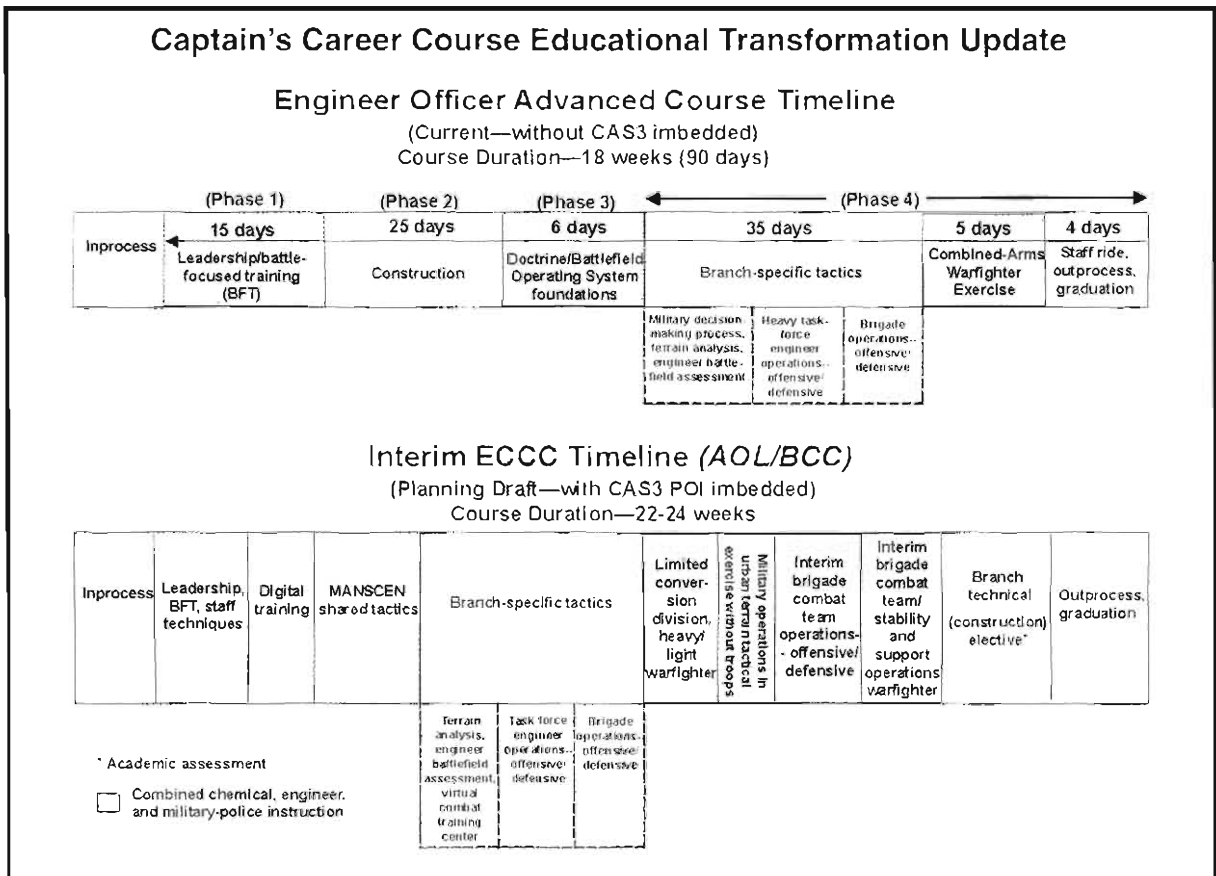 Captain's Career Course Educational Transformation Update
Engineer Officer Advanced Course Timeline
(Current—without CAS3 imbedded)
Course Duration—18 weeks (90 days)
(Phase 1)
(Phase 2)
(Phase 3)
(Phase 4)
Inprocess
15 days
25 days
6 days
35 days
5 days
4 days
Leadership/battle-
focused training
(BFT)
Construction
Doctrine/Battlefield
Operating System
foundations
Branch-specific tactics
Combined-Arms
Warfighter
Exercise
Staff ride,
outprocess,
graduation
Military decision
making process,
terrain analysis,
engineer battle-
field assessment
Heavy task-
force
engineer
operations--
offensive/
defensive
Brigade
operations--
offensive/
defensive
Interim ECCC Timeline (AOL/BCC)
(Planning Draft—with CAS3 POI imbedded)
Course Duration—22-24 weeks
Inprocess
Leadership,
BFT, staff
techniques
Digital
training
MANSCEN
shared tactics
Branch-specific tactics
Limited
conver-
sion
division,
heavy/
light
warfighter
Military operations in
urban terrain tactical
exercise without troops
Interim
brigade
combat
team
operations-
- offensive/
defensive
Interim
brigade
combat
team/
stability
and
support
operations
warfighter
Branch
technical
(construction)
elective*
Outprocess,
graduation
Terrain
analysis,
engineer
battlefield
assessment,
virtual
combat
training
center
Task force
engineer
operations--
offensive/
defensive
Brigade
operations--
offensive/
defensive
* Academic assessment
Combined chemical, engineer,
and military-police instruction